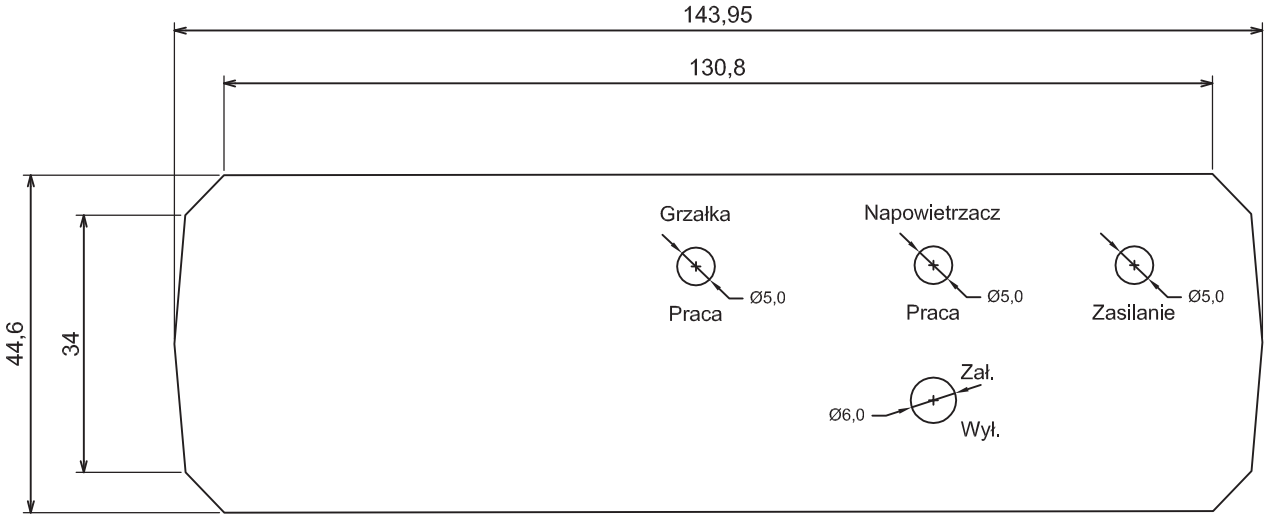 143,95
130,8
Grzałka
Napowietrzacz
Ø5,0
Ø5,0
Ø5,0
Praca
Praca
Zasilanie
44,6
34
Zał.
Ø6,0
Wył.